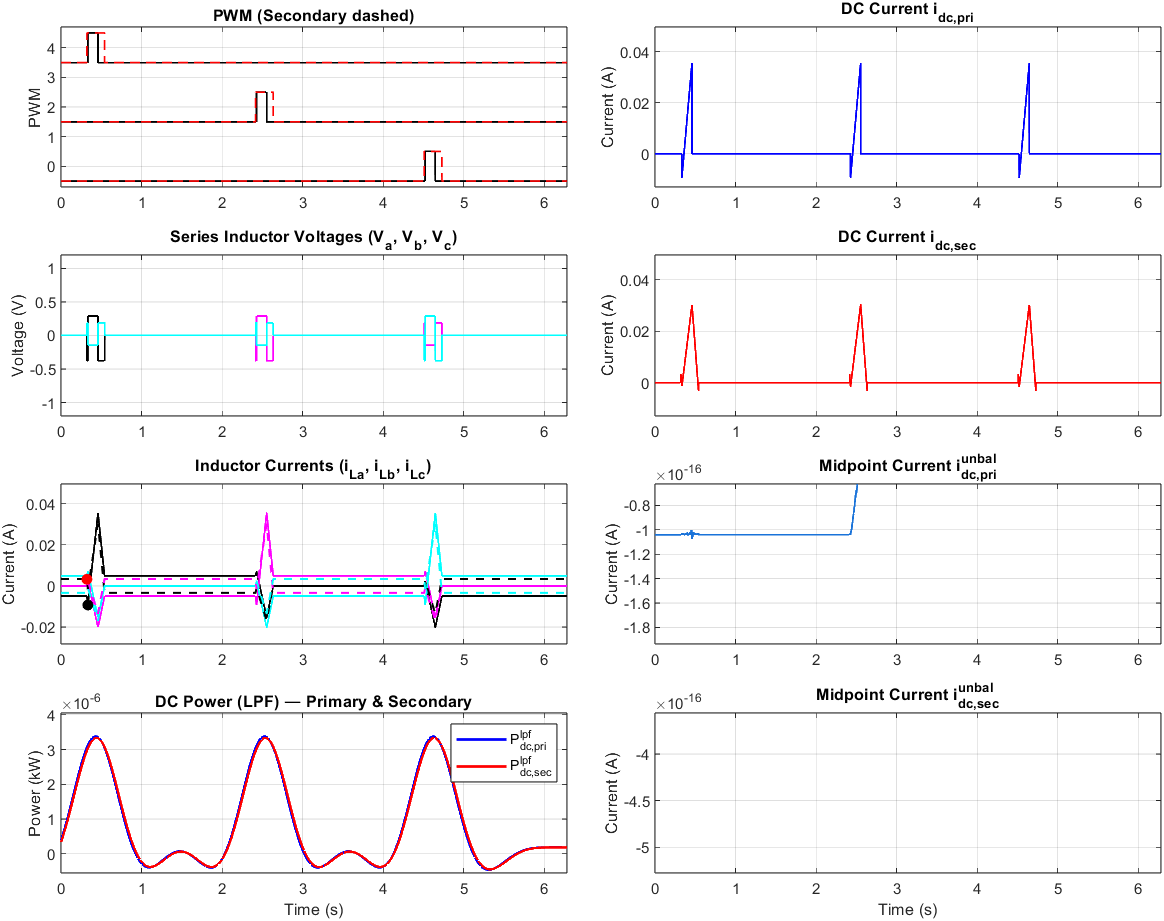 PWM (Secondary dashed)
PWM
4
3
2
1
0
0 1 2 3 4 5 6
DC Current i_dc,pri
Current (A)
0.04
0.02
0
0 1 2 3 4 5 6
Series Inductor Voltages (V_a, V_b, V_c)
Voltage (V)
1
0.5
0
-0.5
-1
0 1 2 3 4 5 6
DC Current i_dc,sec
Current (A)
0.04
0.02
0
0 1 2 3 4 5 6
Inductor Currents (i_La, i_Lb, i_Lc)
Current (A)
0.04
0.02
0
-0.02
0 1 2 3 4 5 6
Midpoint Current i^unbal_dc,pri
×10^-16
Current (A)
-0.8
-1
-1.2
-1.4
-1.6
-1.8
0 1 2 3 4 5 6
DC Power (LPF) — Primary & Secondary
×10^-6
Power (kW)
4
3
2
1
0
P^lpf_dc,pri
P^lpf_dc,sec
0 1 2 3 4 5 6
Time (s)
Midpoint Current i^unbal_dc,sec
×10^-16
Current (A)
-4
-4.5
-5
0 1 2 3 4 5 6
Time (s)